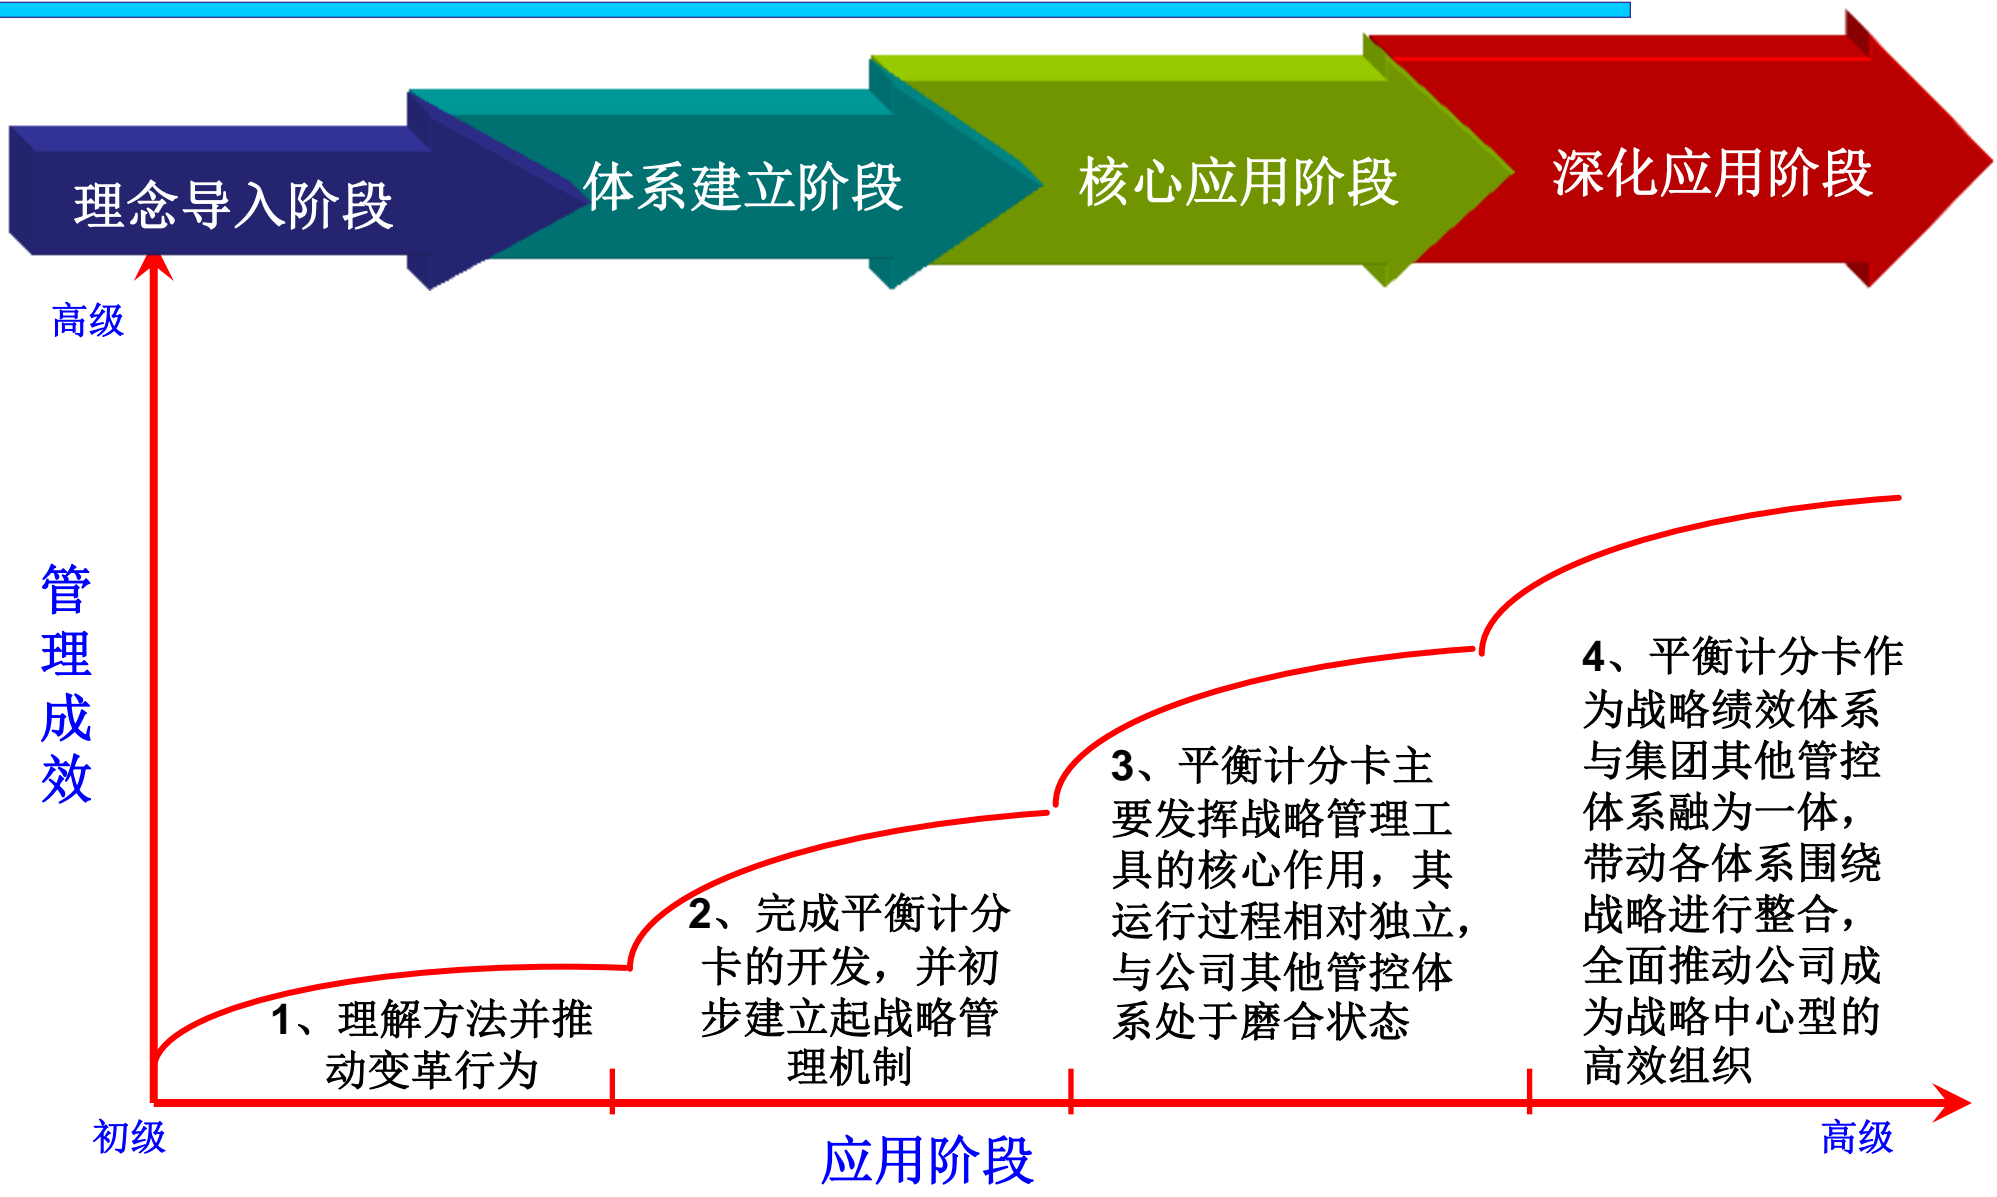 理念导入阶段
体系建立阶段
核心应用阶段
深化应用阶段
高级
管
理
成
效
1、理解方法并推
动变革行为
2、完成平衡计分
卡的开发，并初
步建立起战略管
理机制
3、平衡计分卡主
要发挥战略管理工
具的核心作用，其
运行过程相对独立，
与公司其他管控体
系处于磨合状态
4、平衡计分卡作
为战略绩效体系
与集团其他管控
体系融为一体，
带动各体系围绕
战略进行整合，
全面推动公司成
为战略中心型的
高效组织
初级
应用阶段
高级